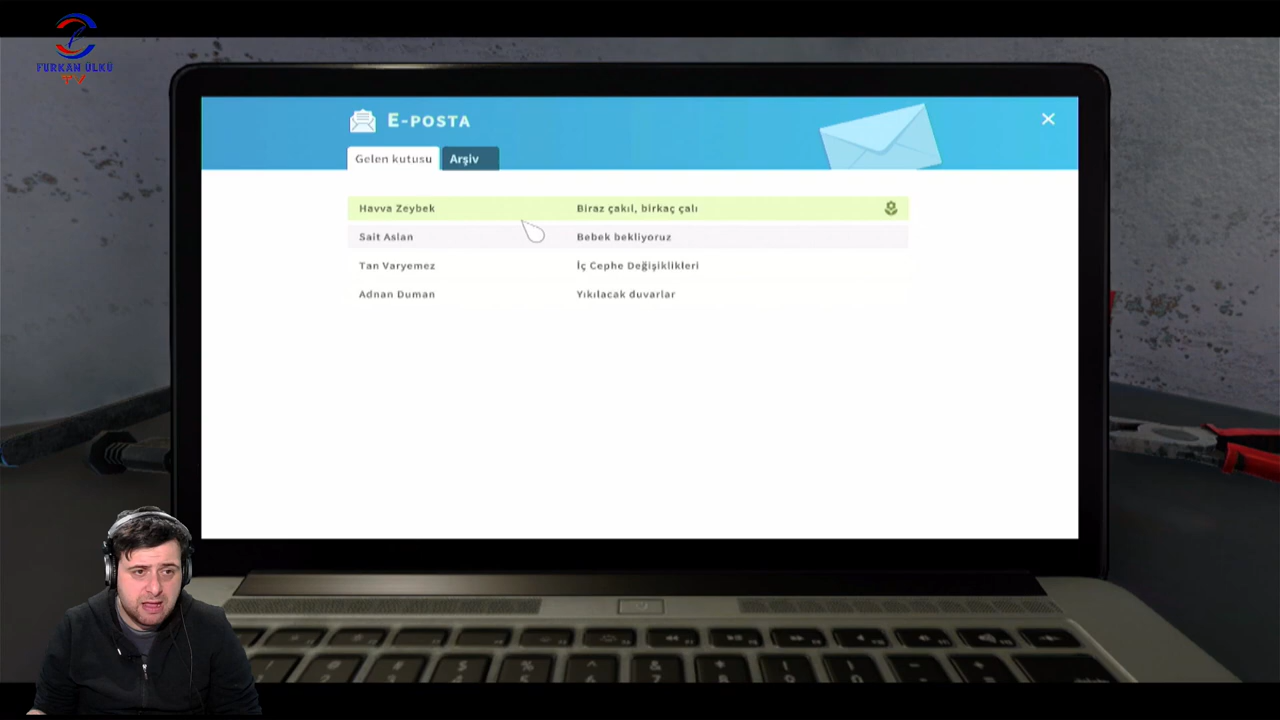 FURKAN ÜLKÜ
TV
E-POSTA
Gelen kutusu
Arşiv
Havva Zeybek Biraz çakıl, birkaç çalı
Sait Aslan Bebek bekliyoruz
Tan Varyemez İç Cephe Değişiklikleri
Adnan Duman Yıkılacak duvarlar